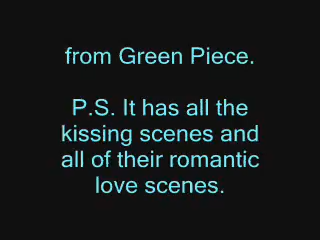 from Green Piece.
P.S. It has all the
kissing scenes and
all of their romantic
love scenes.